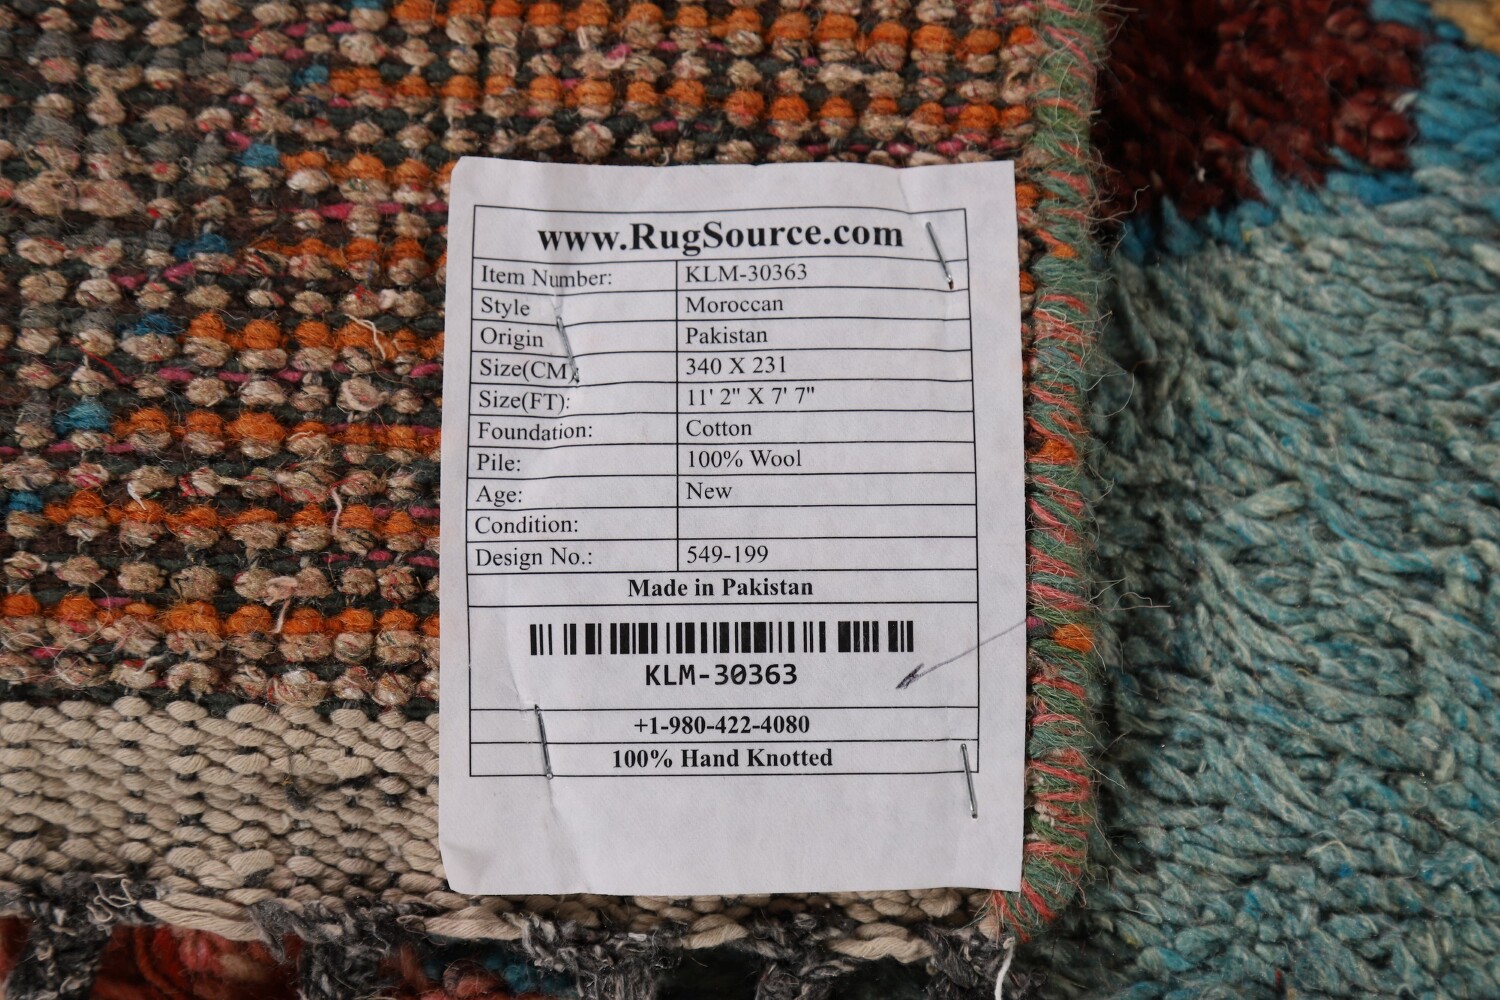 www.RugSource.com
Item Number: KLM-30363
Style Moroccan
Origin Pakistan
Size(CM): 340 X 231
Size(FT): 11' 2" X 7' 7"
Foundation: Cotton
Pile: 100% Wool
Age: New
Condition:
Design No.: 549-199
Made in Pakistan
KLM-30363
+1-980-422-4080
100% Hand Knotted